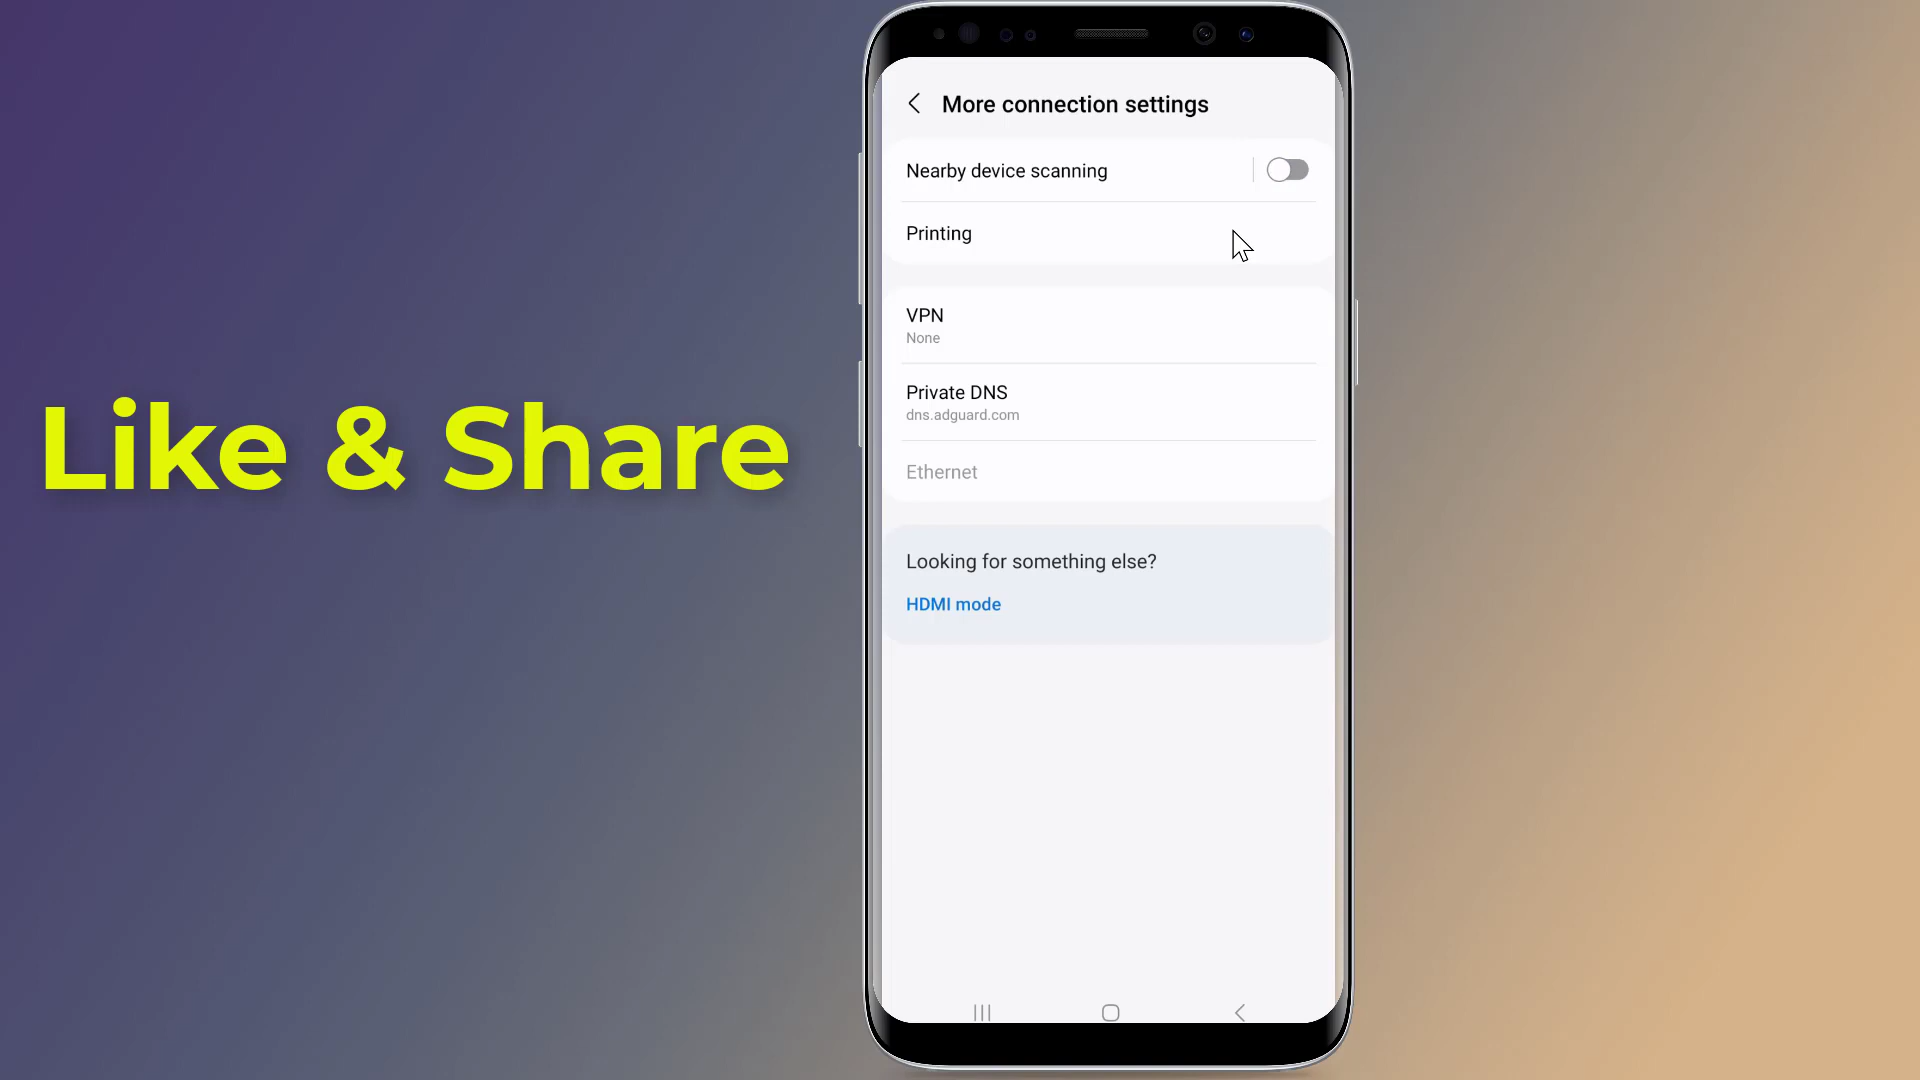 Like & Share
More connection settings
Nearby device scanning
Printing
VPN
None
Private DNS
dns.adguard.com
Ethernet
Looking for something else?
HDMI mode